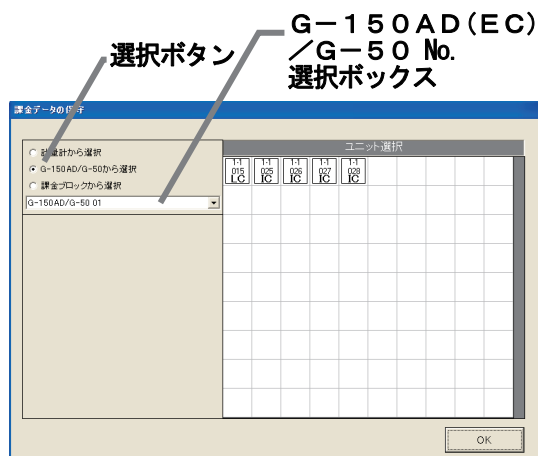 選択ボタン
G－１５０ＡＤ（ＥＣ）
／G－５０ №.
選択ボックス
課金データの保守
計量計から選択
G-150AD/G-50から選択
課金ブロックから選択
G-150AD/G-50 01
ユニット選択
1-1 1-1 1-1 1-1 1-1
015 025 026 027 028
LC IC IC IC IC
OK